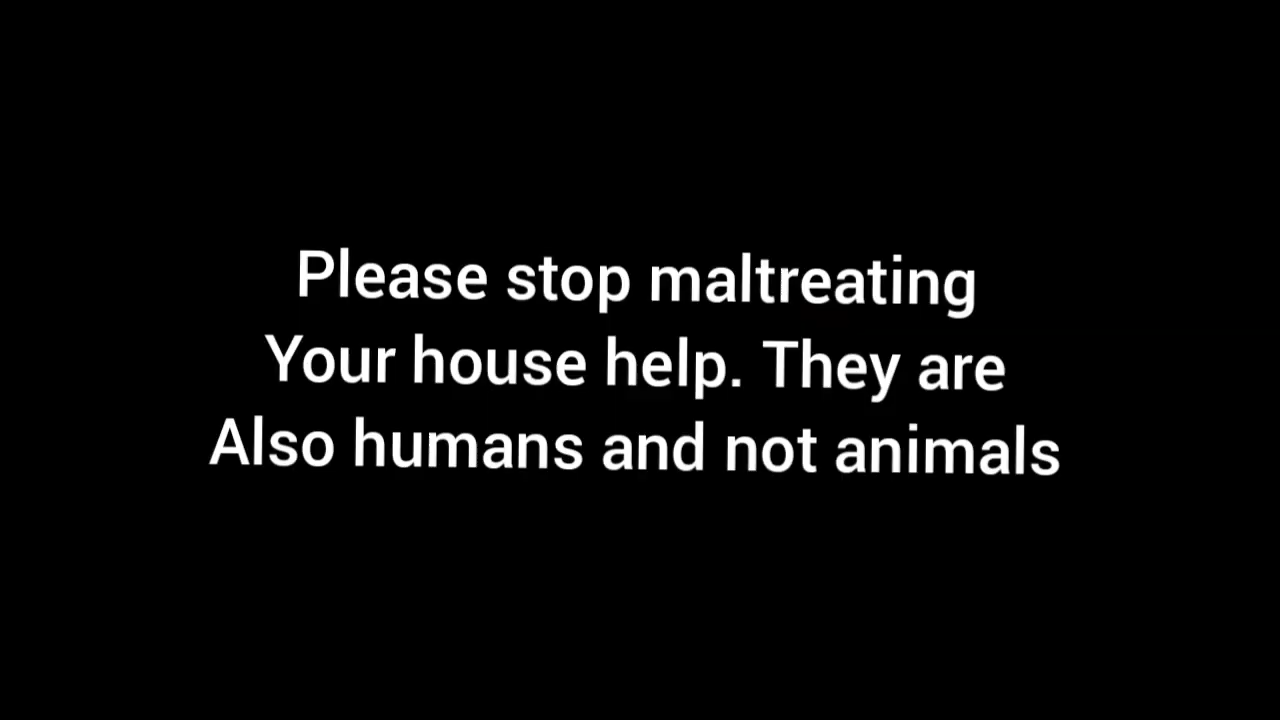 Please stop maltreating
Your house help. They are
Also humans and not animals